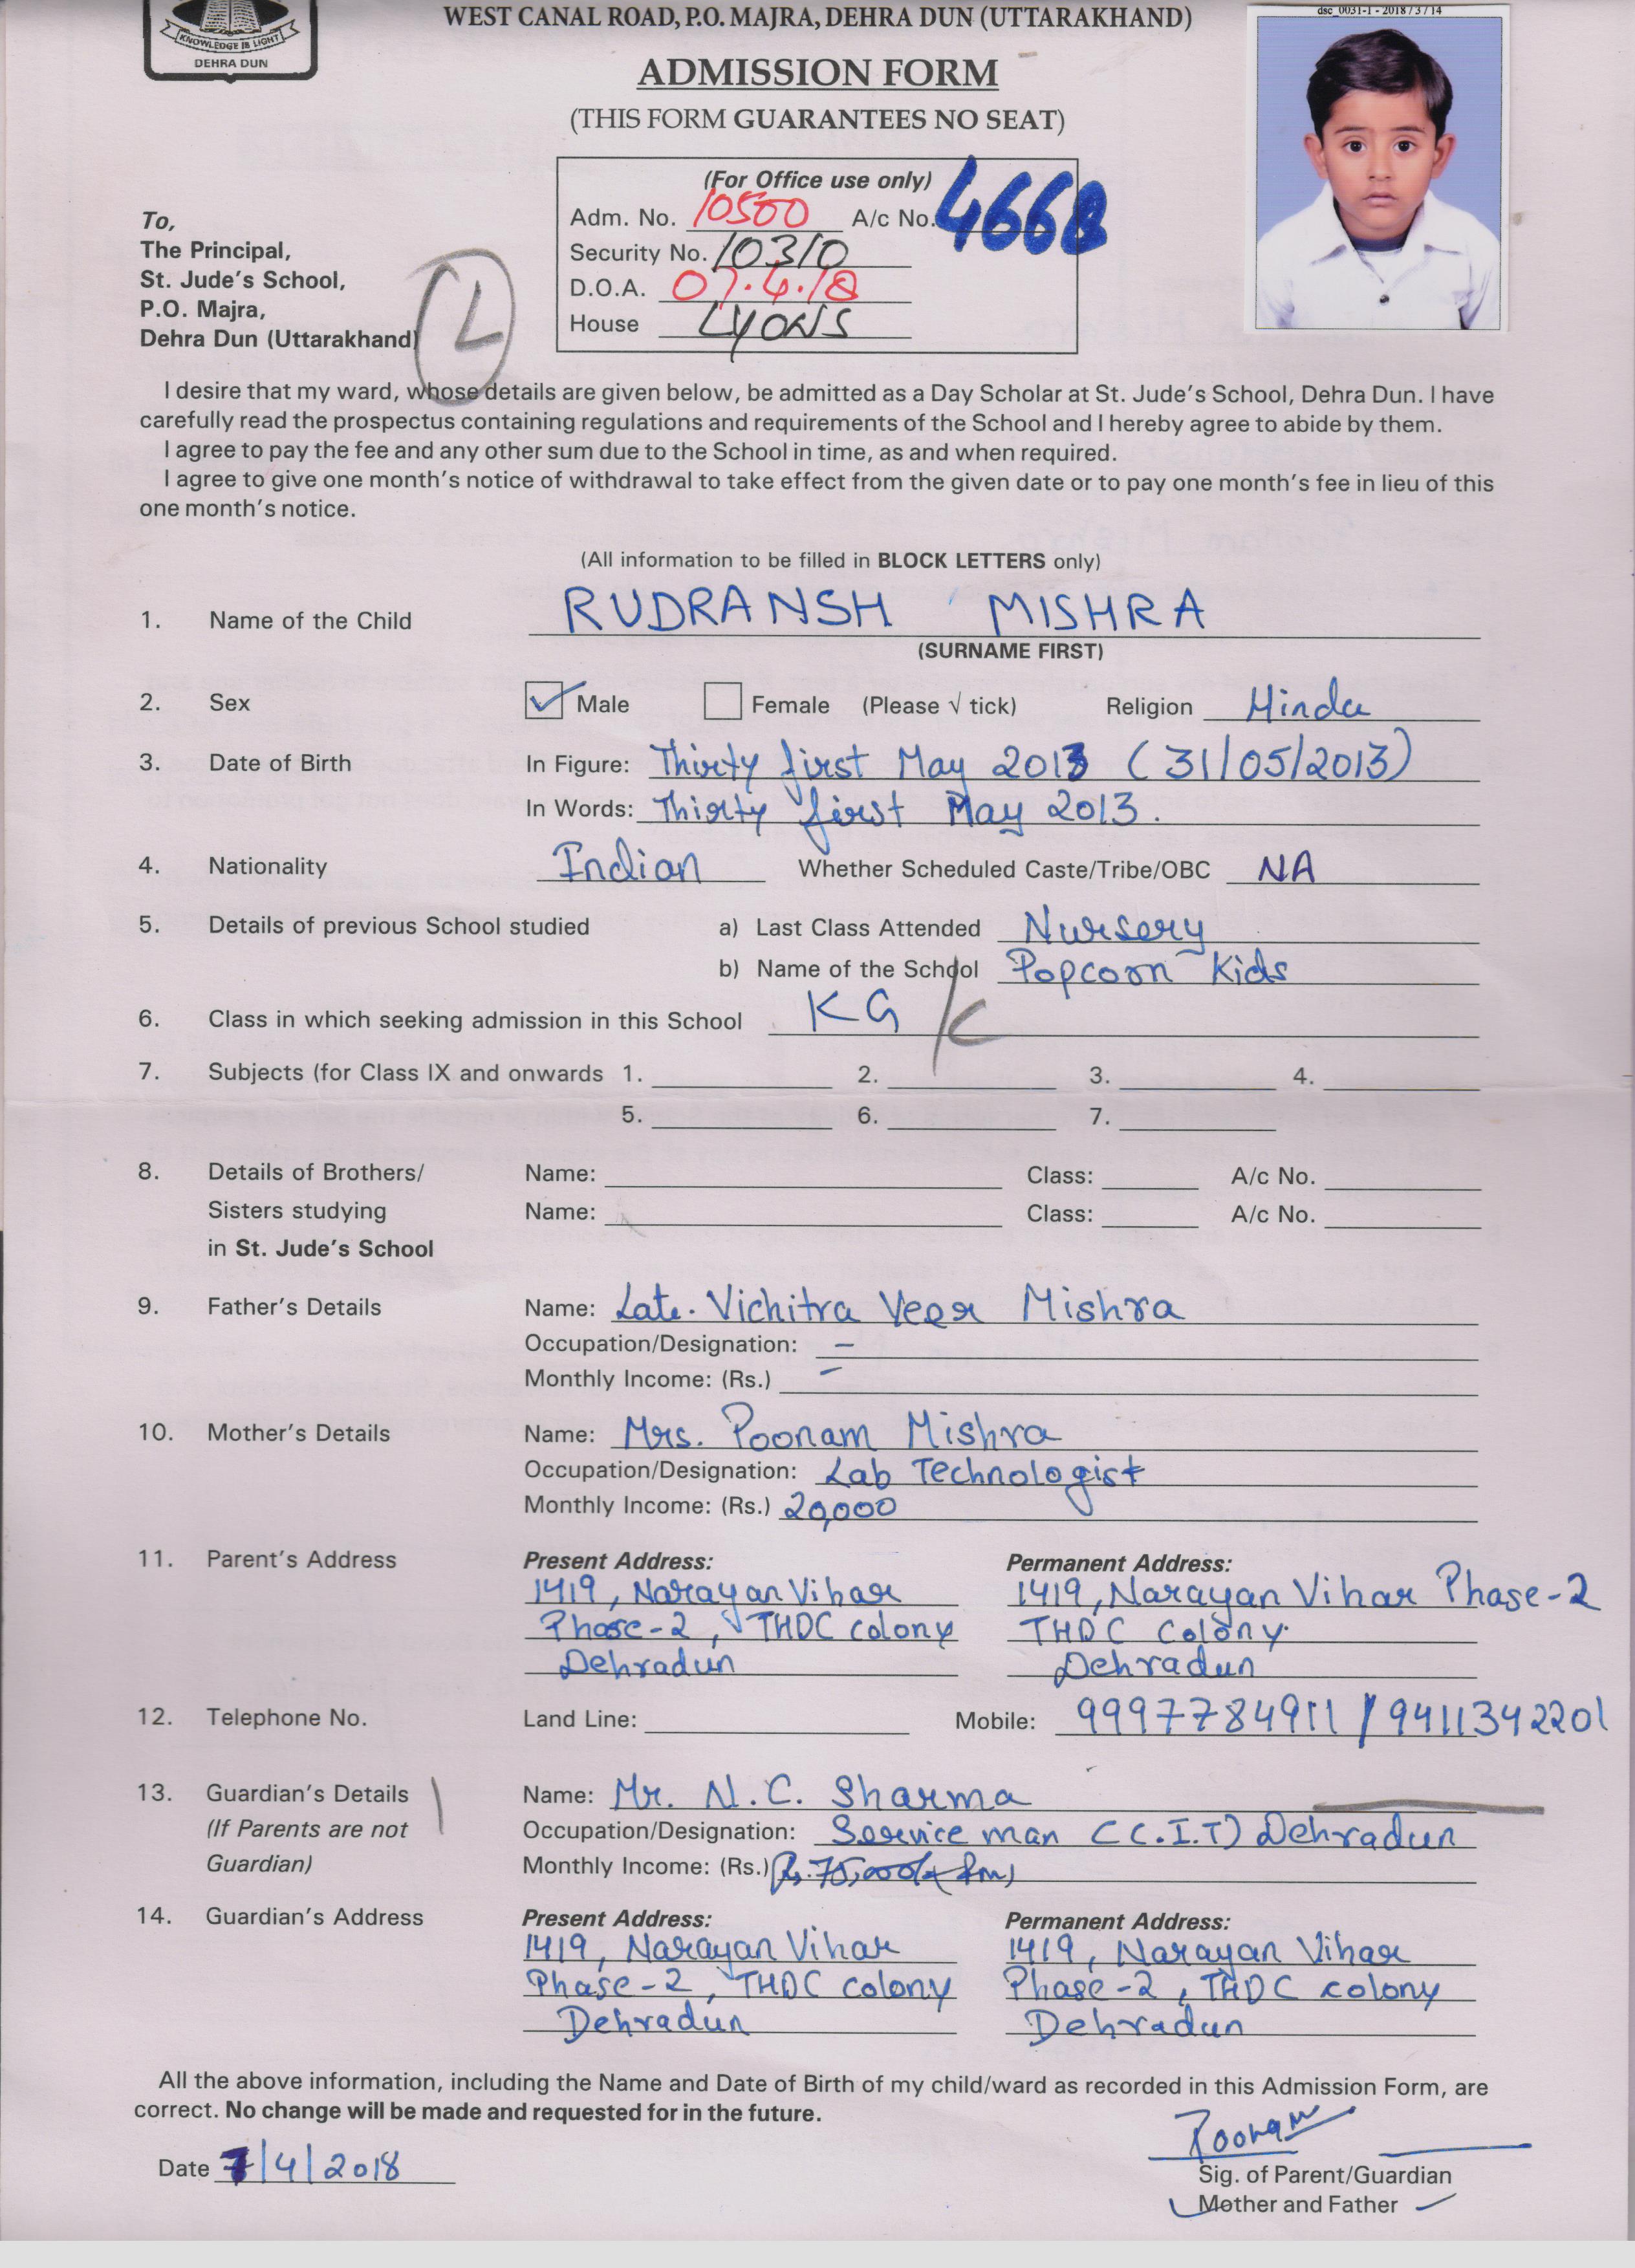 dsc_0031-1 - 2018/3/14
KNOWLEDGE IS LIGHT
DEHRA DUN
WEST CANAL ROAD, P.O. MAJRA, DEHRA DUN (UTTARAKHAND)
ADMISSION FORM
(THIS FORM GUARANTEES NO SEAT)
(For Office use only)
Adm. No. 10500 A/c No. 4668
Security No. 10310
D.O.A. 07.4.18
House LYONS
To,
The Principal,
St. Jude's School,
P.O. Majra,
Dehra Dun (Uttarakhand)
L
I desire that my ward, whose details are given below, be admitted as a Day Scholar at St. Jude's School, Dehra Dun. I have
carefully read the prospectus containing regulations and requirements of the School and I hereby agree to abide by them.
I agree to pay the fee and any other sum due to the School in time, as and when required.
I agree to give one month's notice of withdrawal to take effect from the given date or to pay one month's fee in lieu of this
one month's notice.
(All information to be filled in BLOCK LETTERS only)
1. Name of the Child RUDRANSH MISHRA
(SURNAME FIRST)
2. Sex ✓ Male Female (Please √ tick) Religion Hindu
3. Date of Birth In Figure: Thirty first May 2013 (31/05/2013)
In Words: Thirty first May 2013.
4. Nationality Indian Whether Scheduled Caste/Tribe/OBC NA
5. Details of previous School studied a) Last Class Attended Nursery
b) Name of the School Popcorn Kids
6. Class in which seeking admission in this School KG
7. Subjects (for Class IX and onwards 1. 2. 3. 4.
5. 6. 7.
8. Details of Brothers/ Name: Class: A/c No.
Sisters studying Name: Class: A/c No.
in St. Jude's School
9. Father's Details Name: Late. Vichitra Veer Mishra
Occupation/Designation: —
Monthly Income: (Rs.) —
10. Mother's Details Name: Mrs. Poonam Mishra
Occupation/Designation: Lab Technologist
Monthly Income: (Rs.) 20,000
11. Parent's Address Present Address: Permanent Address:
1419, Narayan Vihar 1419, Narayan Vihar Phase-2
Phase-2, THDC colony THDC Colony.
Dehradun Dehradun
12. Telephone No. Land Line: Mobile: 9997784911 / 9411342201
13. Guardian's Details Name: Mr. N.C. Sharma
(If Parents are not Occupation/Designation: Service man (C.I.T) Dehradun
Guardian) Monthly Income: (Rs.) Rs. 75,000/-
14. Guardian's Address Present Address: Permanent Address:
1419, Narayan Vihar 1419, Narayan Vihar
Phase-2, THDC colony Phase-2, THDC colony
Dehradun Dehradun
All the above information, including the Name and Date of Birth of my child/ward as recorded in this Admission Form, are
correct. No change will be made and requested for in the future.
Poonam
Date 7/4/2018
Sig. of Parent/Guardian
Mother and Father